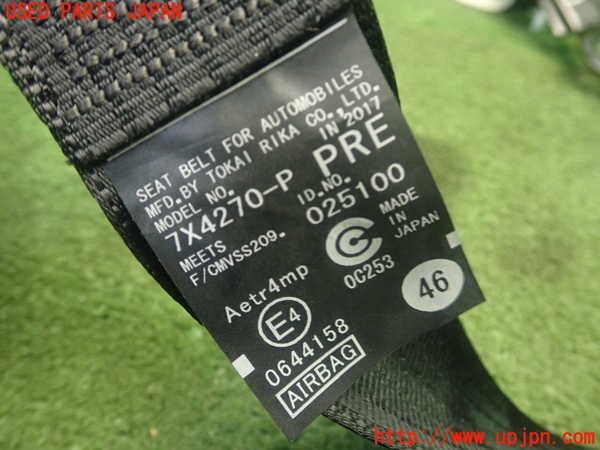 USED PARTS JAPAN
SEAT BELT FOR AUTOMOBILES
MFD.BY TOKAI RIKA CO.,LTD.
MODEL NO. IN 2017
7X4270-P PRE
MEETS ID.NO.
F/CMVSS209. 025100
MADE
IN
JAPAN
C
0C253
46
Aetr4mp
E4
0644158
AIRBAG
http://www.upjpn.com/